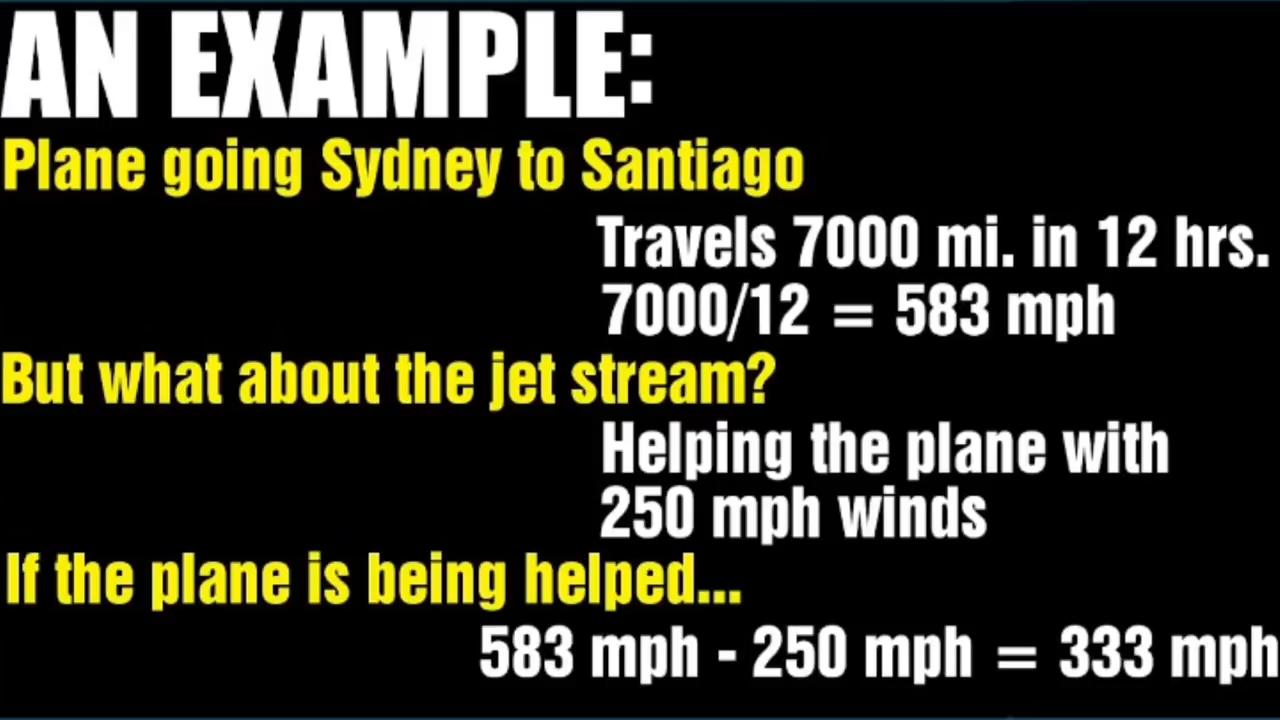 AN EXAMPLE:
Plane going Sydney to Santiago
Travels 7000 mi. in 12 hrs.
7000/12 = 583 mph
But what about the jet stream?
Helping the plane with
250 mph winds
If the plane is being helped...
583 mph - 250 mph = 333 mph